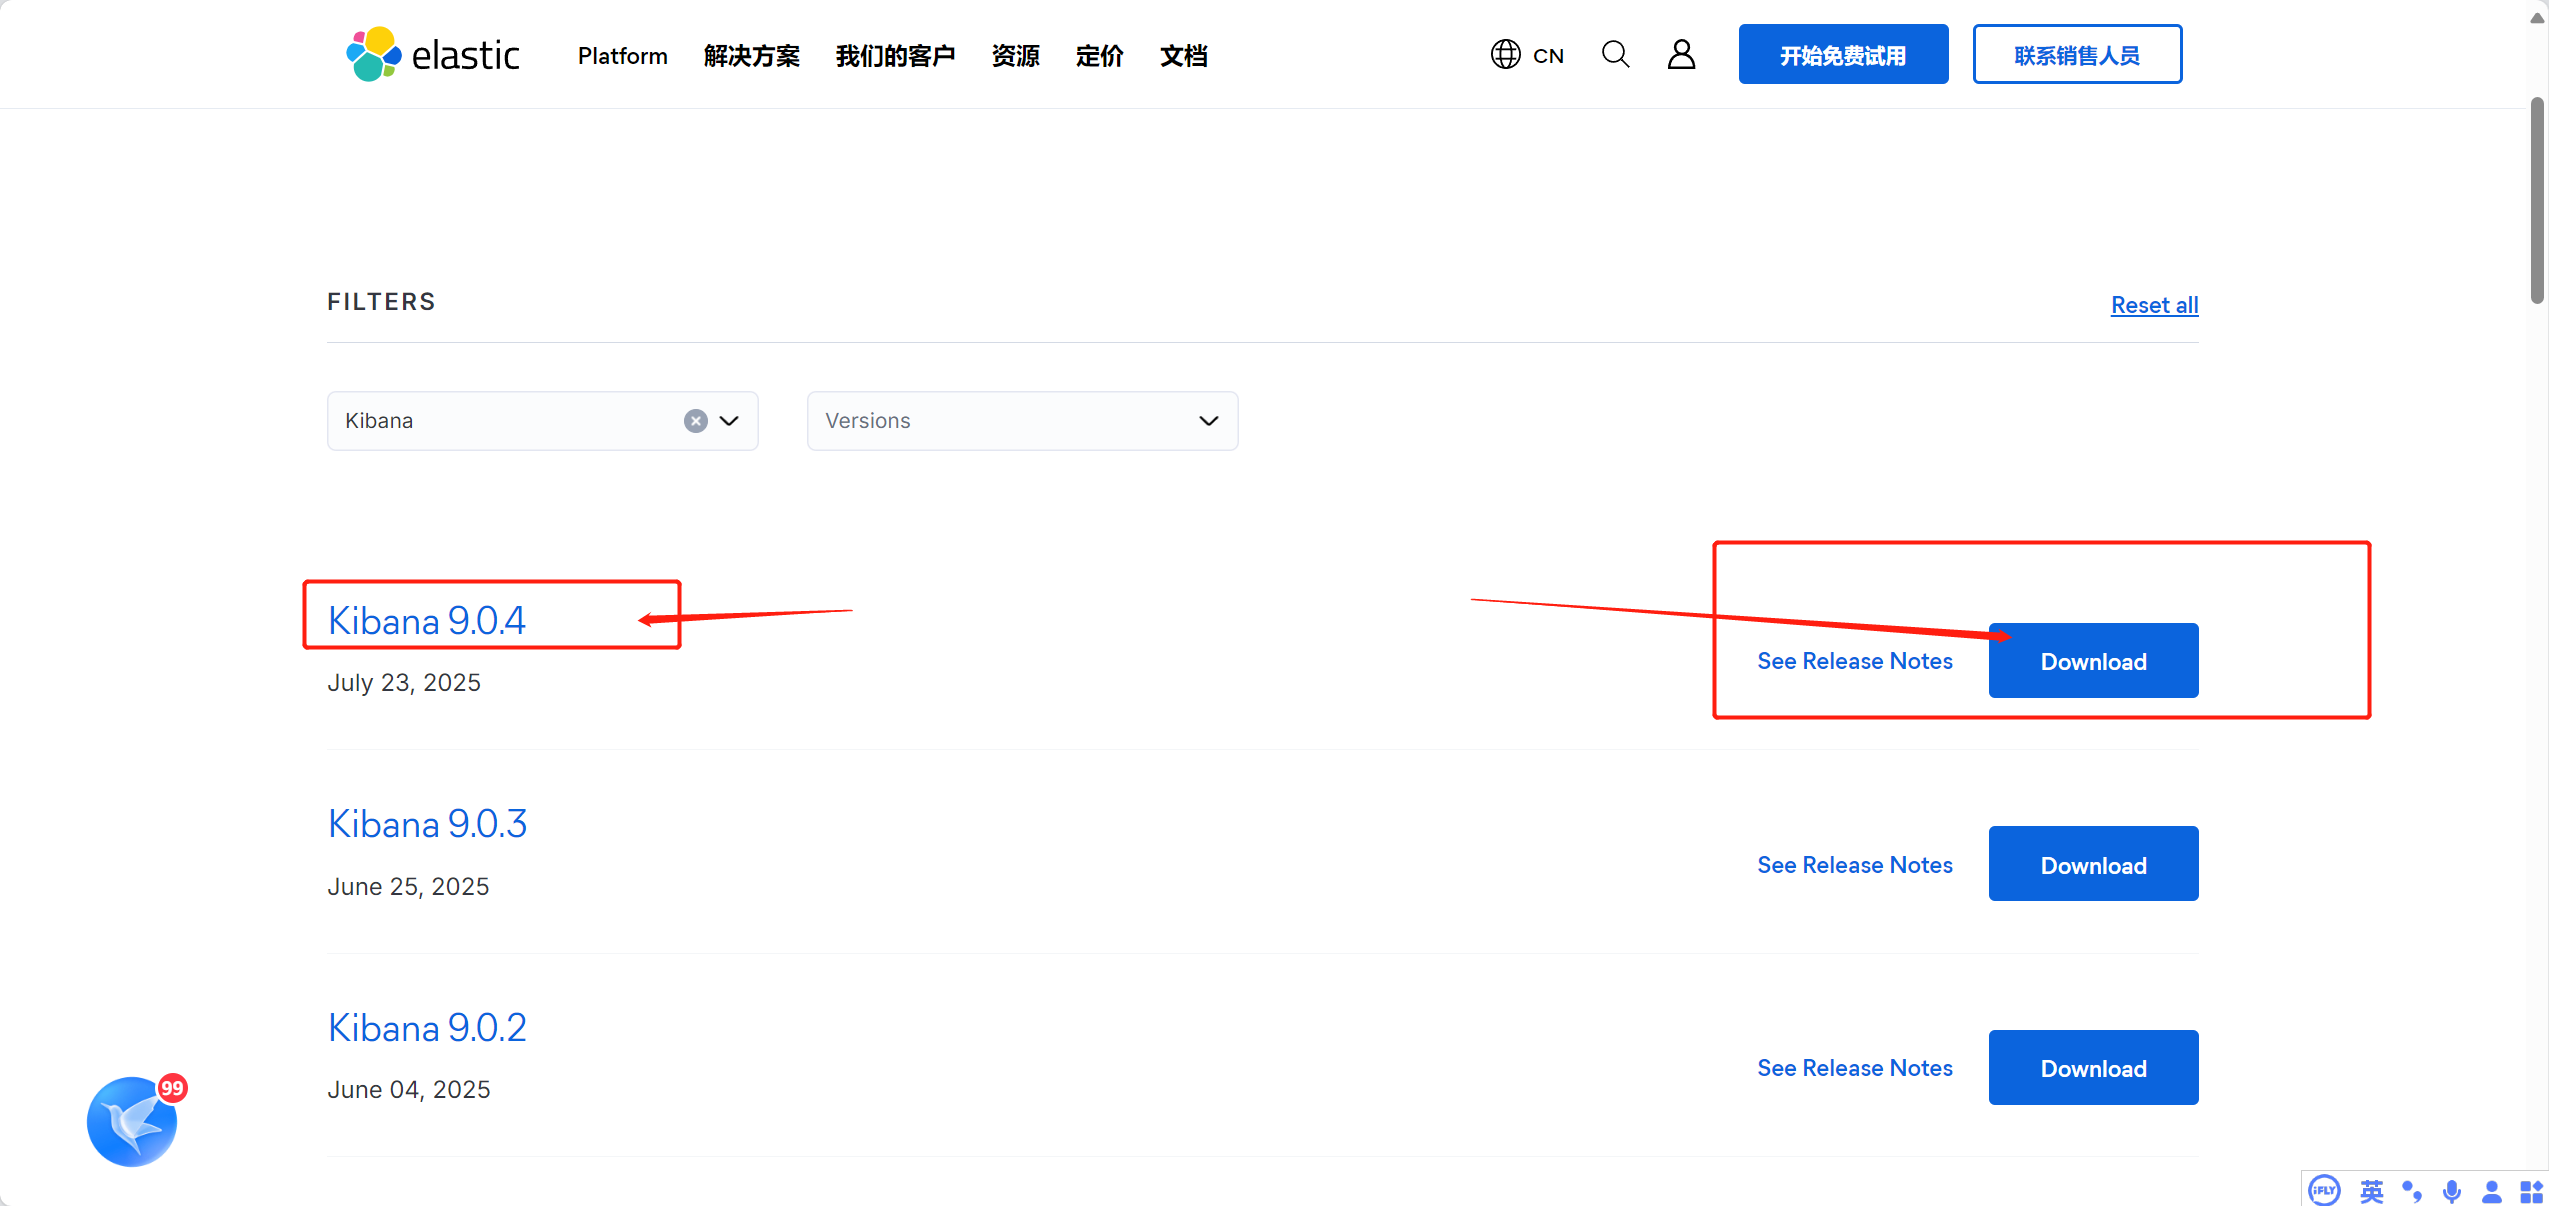 elastic
Platform 解决方案 我们的客户 资源 定价 文档
CN
开始免费试用
联系销售人员
FILTERS
Reset all
Kibana
Versions
Kibana 9.0.4
July 23, 2025
See Release Notes
Download
Kibana 9.0.3
June 25, 2025
See Release Notes
Download
Kibana 9.0.2
June 04, 2025
See Release Notes
Download
99
iFLY 英